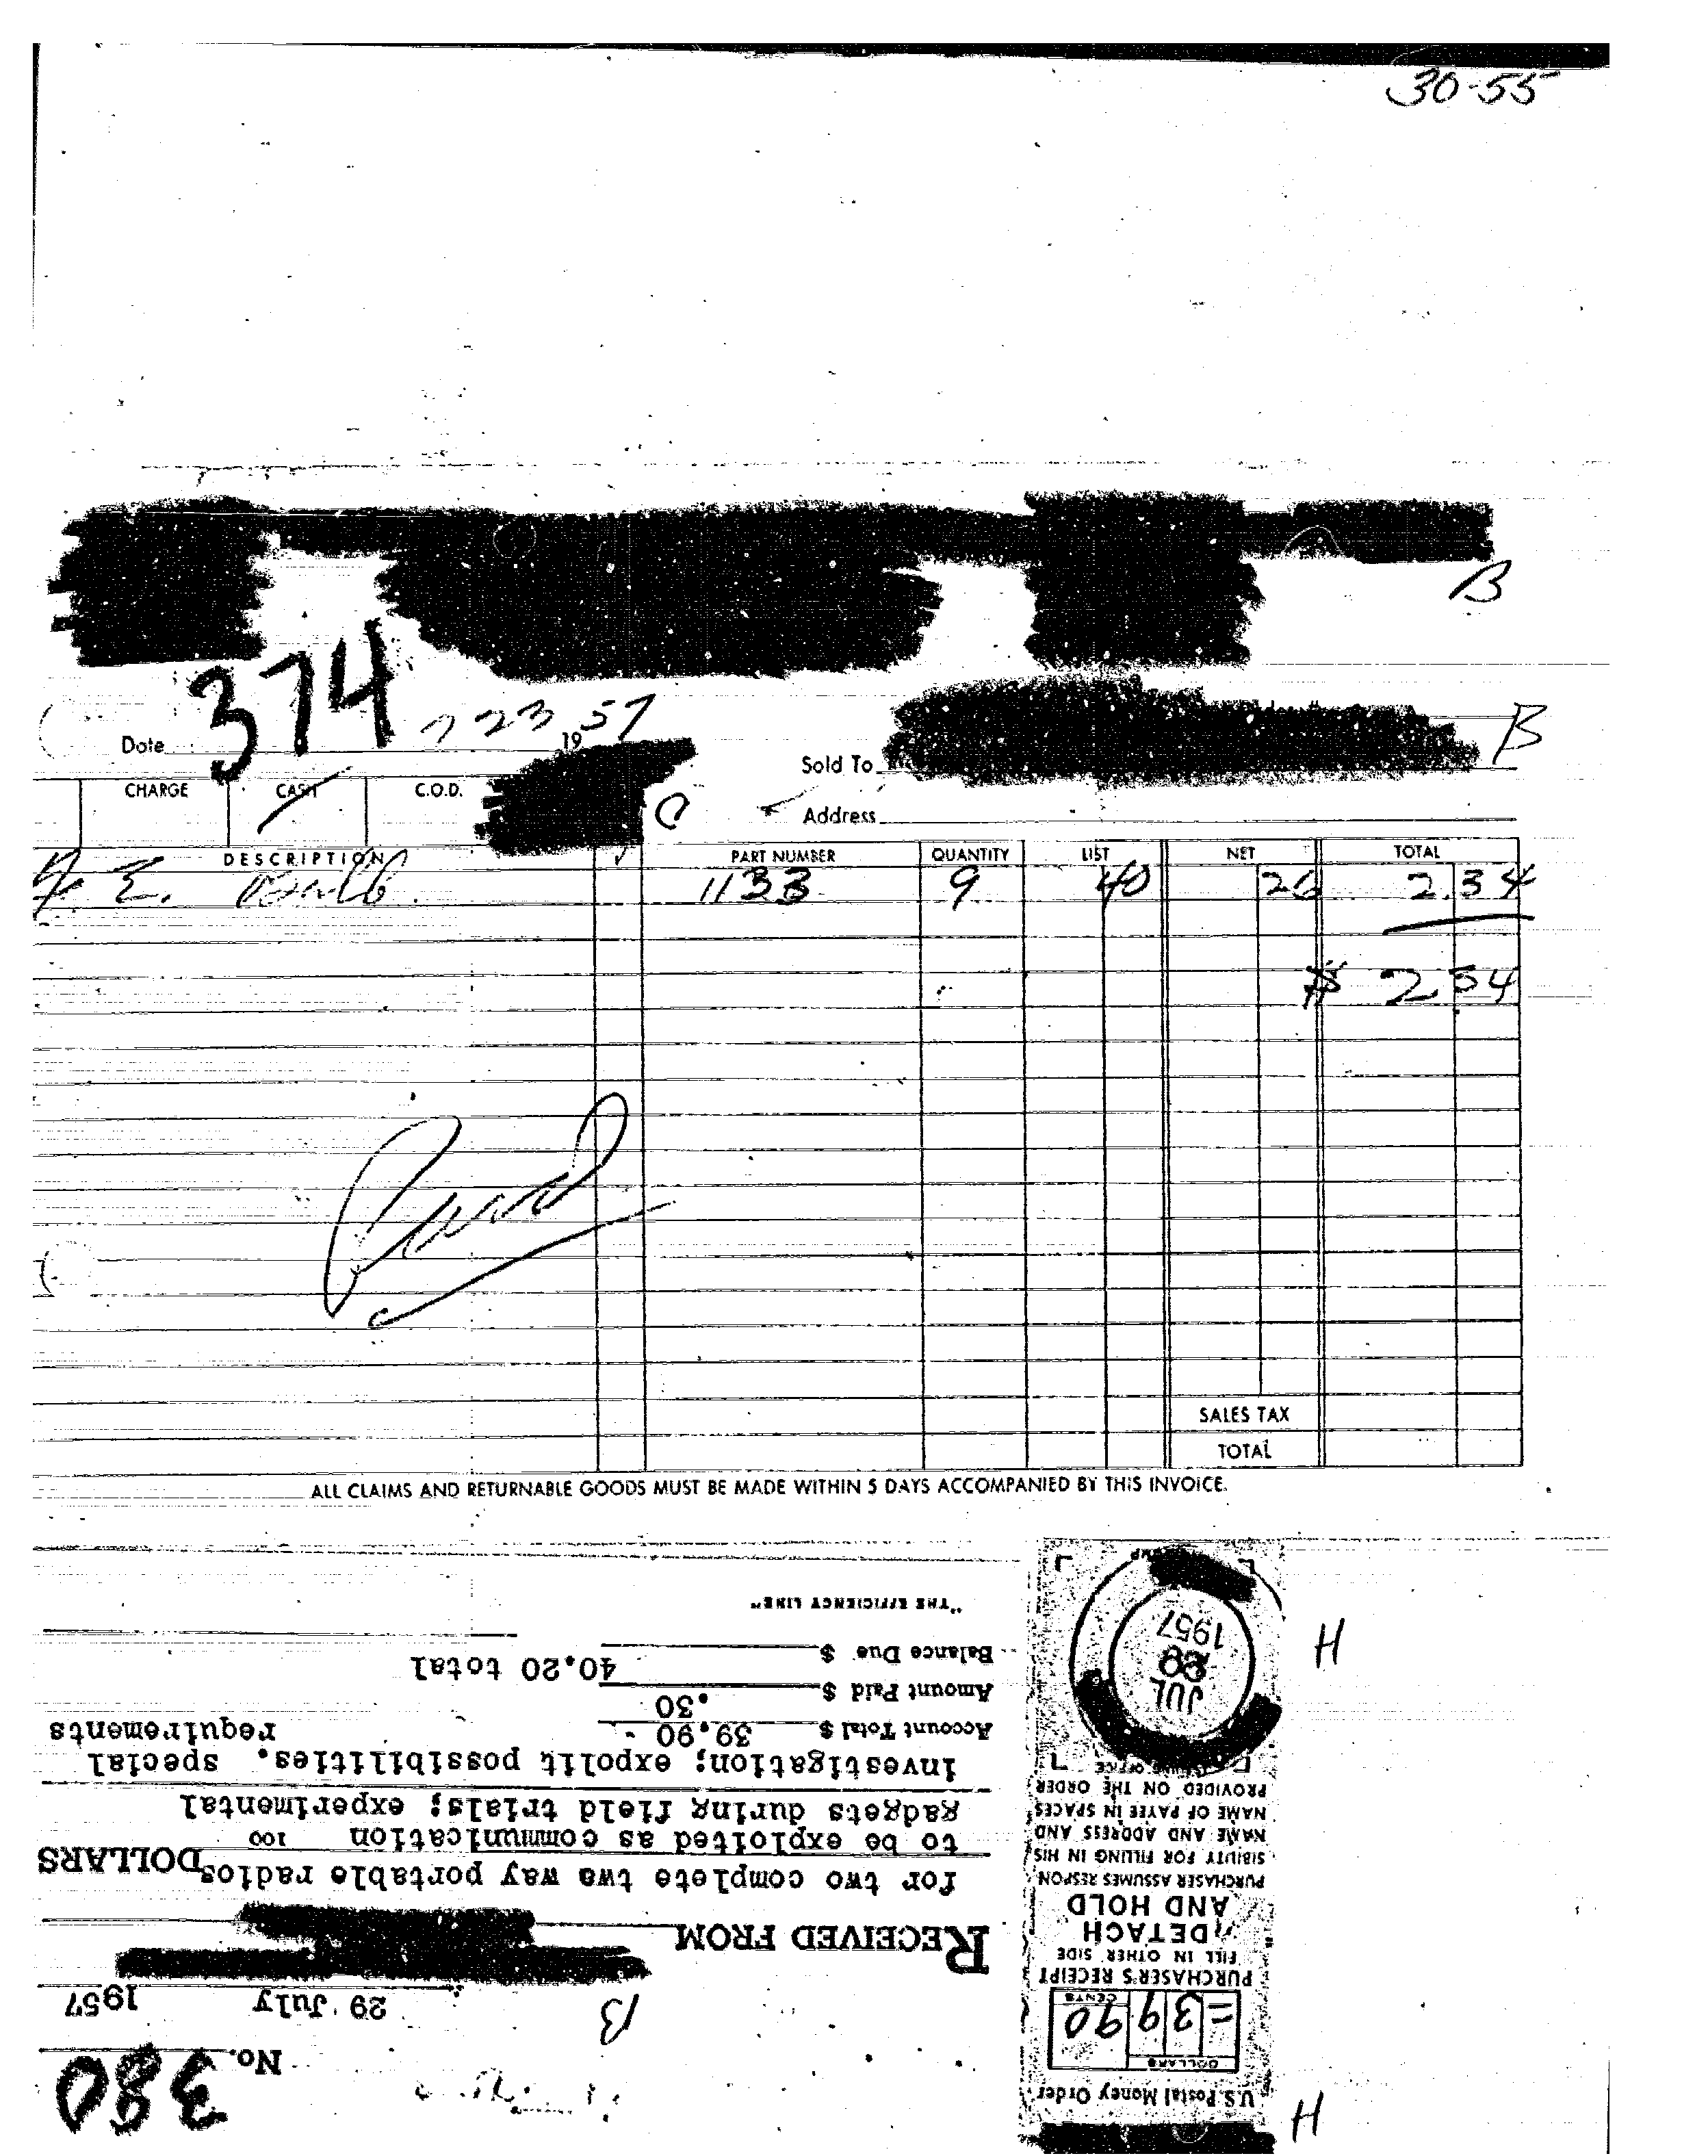 30-55
B
374
Date 7 23 1957
Sold To B
CHARGE CASH C.O.D.
C
Address
DESCRIPTION ✓ PART NUMBER QUANTITY LIST NET TOTAL
G. E. Bulb 1133 9 40 26 2.34
$ 2.34
Paid
SALES TAX
TOTAL
ALL CLAIMS AND RETURNABLE GOODS MUST BE MADE WITHIN 5 DAYS ACCOMPANIED BY THIS INVOICE.
No. 380
29 July 1957
B
RECEIVED FROM
for two complete two way portable radios DOLLARS
to be exploited as communication 100
gadgets during field trials; experimental
investigation; expolit possibilities. special
requirements
Account Total $ 39.90
.30
Amount Paid $
40.20 total
Balance Due $
"THE EFFICIENCY LINE"
H
U.S. Postal Money Order
DOLLARS
CENTS
= 39 90
PURCHASER'S RECEIPT
FILL IN OTHER SIDE
DETACH
AND HOLD
PURCHASER ASSUMES RESPON
SIBILITY FOR FILLING IN HIS
NAME AND ADDRESS AND
NAME OF PAYEE IN SPACES
PROVIDED ON THE ORDER
JUL
29
1957
H